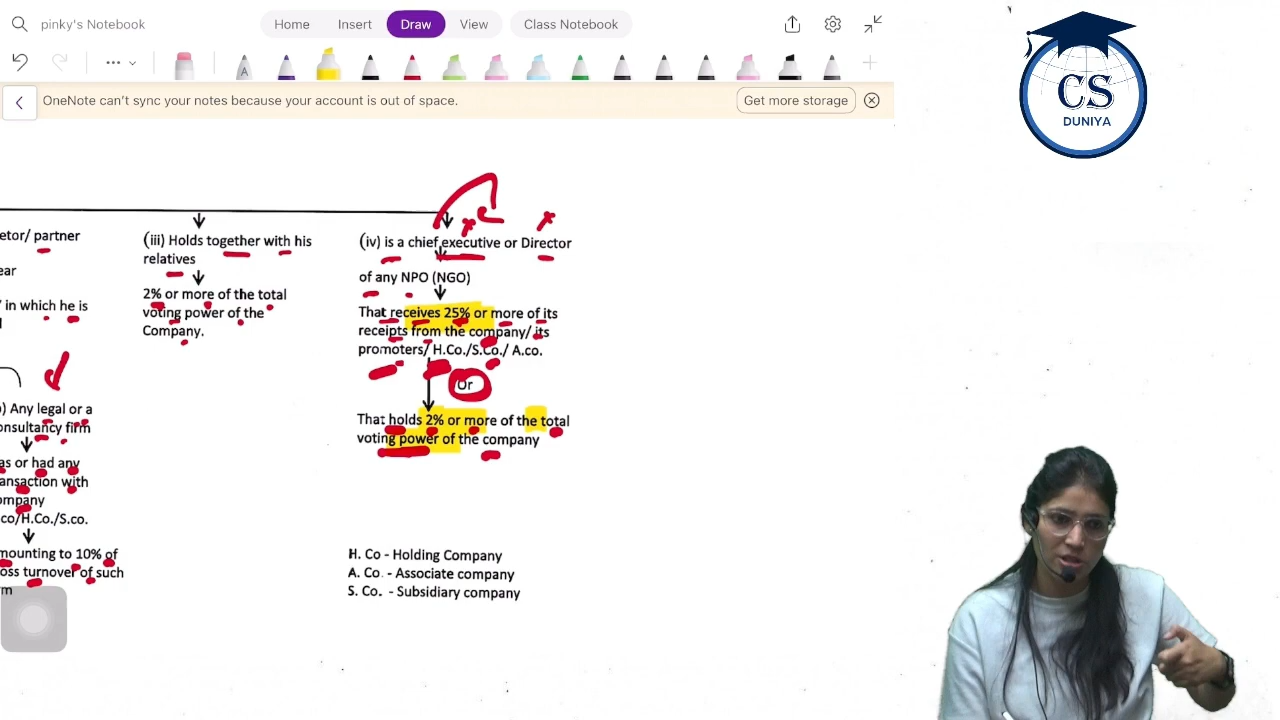 pinky's Notebook
Home Insert Draw View Class Notebook
A
OneNote can't sync your notes because your account is out of space.
Get more storage
CS
DUNIYA
etor/ partner
ear
in which he is
) Any legal or a
onsultancy firm
as or had any
ansaction with
ompany
co/H.Co./S.co.
mounting to 10% of
oss turnover of such
m
(iii) Holds together with his
relatives
2% or more of the total
voting power of the
Company.
(iv) is a chief executive or Director
of any NPO (NGO)
That receives 25% or more of its
receipts from the company/ its
promoters/ H.Co./S.Co./ A.co.
Or
That holds 2% or more of the total
voting power of the company
H. Co - Holding Company
A. Co. - Associate company
S. Co. - Subsidiary company